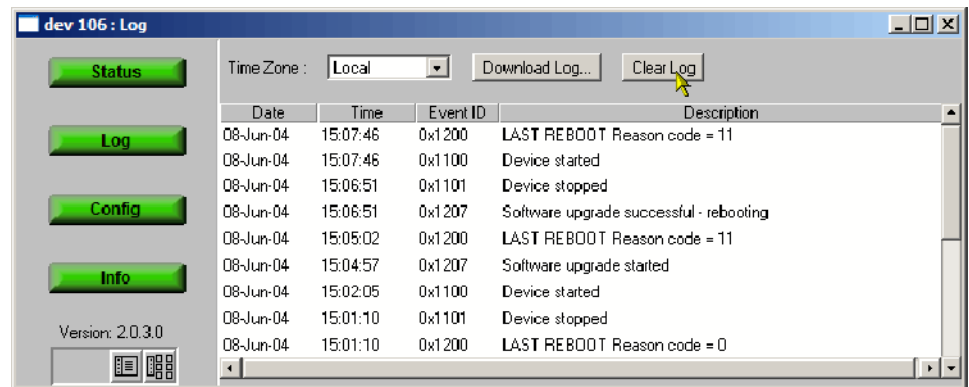 dev 106 : Log
Status
Log
Config
Info
Version: 2.0.3.0
Time Zone : Local Download Log... Clear Log
Date Time Event ID Description
08-Jun-04 15:07:46 0x1200 LAST REBOOT Reason code = 11
08-Jun-04 15:07:46 0x1100 Device started
08-Jun-04 15:06:51 0x1101 Device stopped
08-Jun-04 15:06:51 0x1207 Software upgrade successful - rebooting
08-Jun-04 15:05:02 0x1200 LAST REBOOT Reason code = 11
08-Jun-04 15:04:57 0x1207 Software upgrade started
08-Jun-04 15:02:05 0x1100 Device started
08-Jun-04 15:01:10 0x1101 Device stopped
08-Jun-04 15:01:10 0x1200 LAST REBOOT Reason code = 0